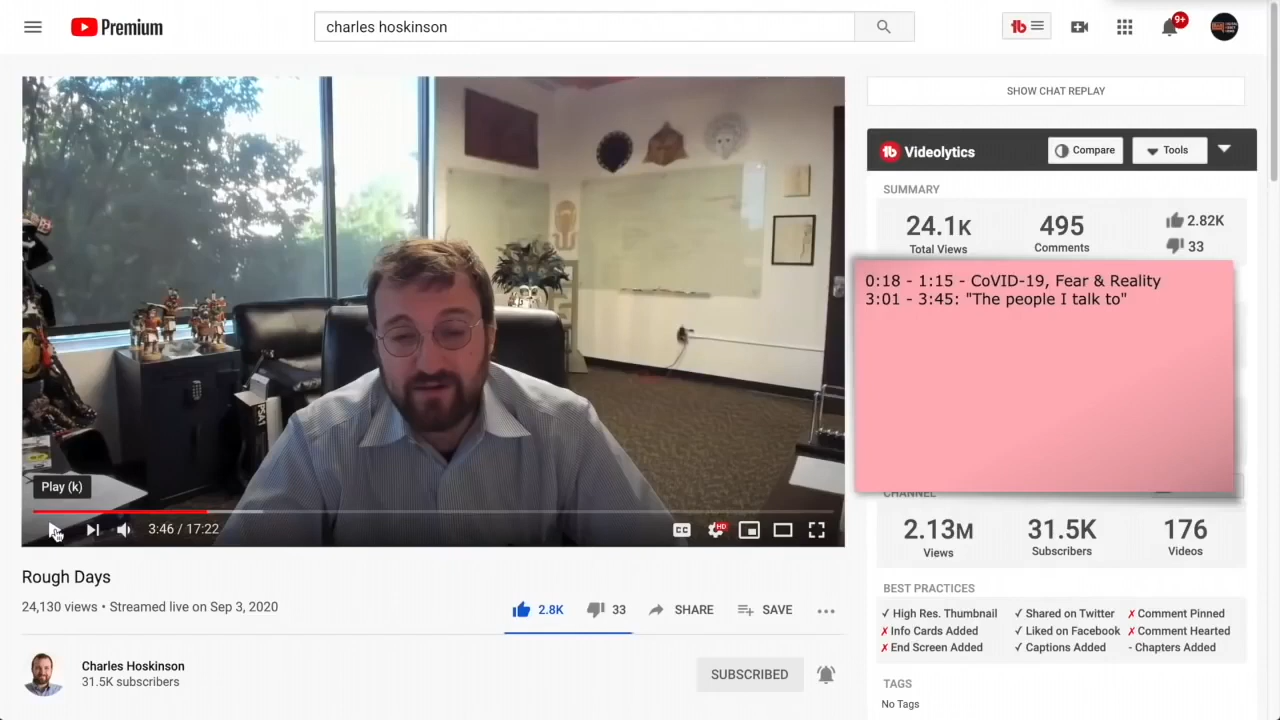 Premium
charles hoskinson
9+
SHOW CHAT REPLAY
Videolytics
Compare
Tools
SUMMARY
24.1K
495
2.82K
Total Views
Comments
33
0:18 - 1:15 - CoVID-19, Fear & Reality
3:01 - 3:45: "The people I talk to"
Play (k)
3:46 / 17:22
CC
HD
CHANNEL
2.13M
31.5K
176
Views
Subscribers
Videos
Rough Days
24,130 views • Streamed live on Sep 3, 2020
2.8K
33
SHARE
SAVE
BEST PRACTICES
✓ High Res. Thumbnail
✓ Shared on Twitter
✗ Comment Pinned
✗ Info Cards Added
✓ Liked on Facebook
✗ Comment Hearted
✗ End Screen Added
✓ Captions Added
- Chapters Added
Charles Hoskinson
31.5K subscribers
SUBSCRIBED
TAGS
No Tags